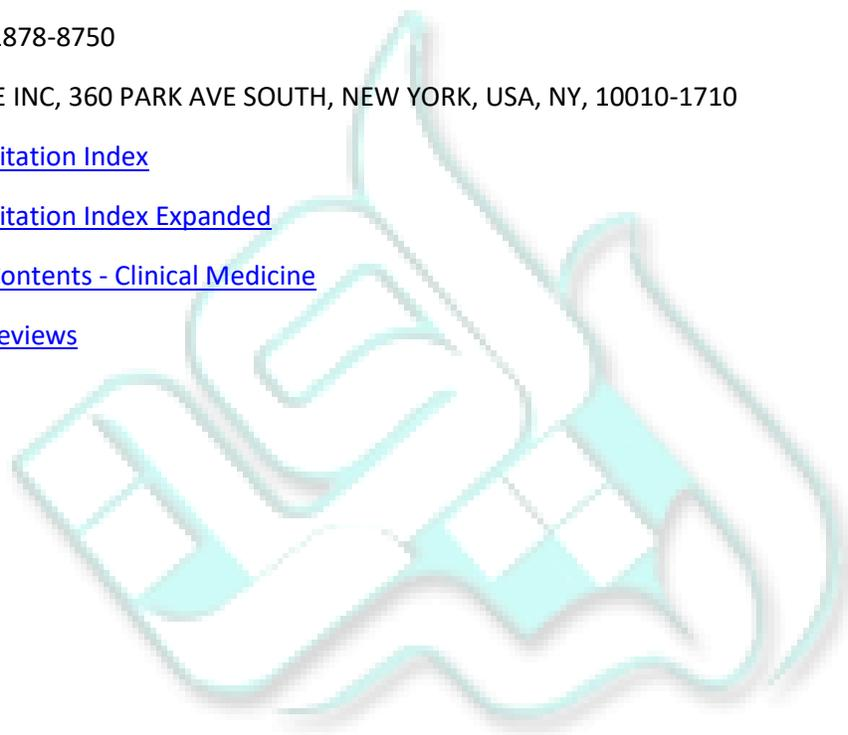 1878-8750
E INC, 360 PARK AVE SOUTH, NEW YORK, USA, NY, 10010-1710
itation Index
itation Index Expanded
ontents - Clinical Medicine
eviews